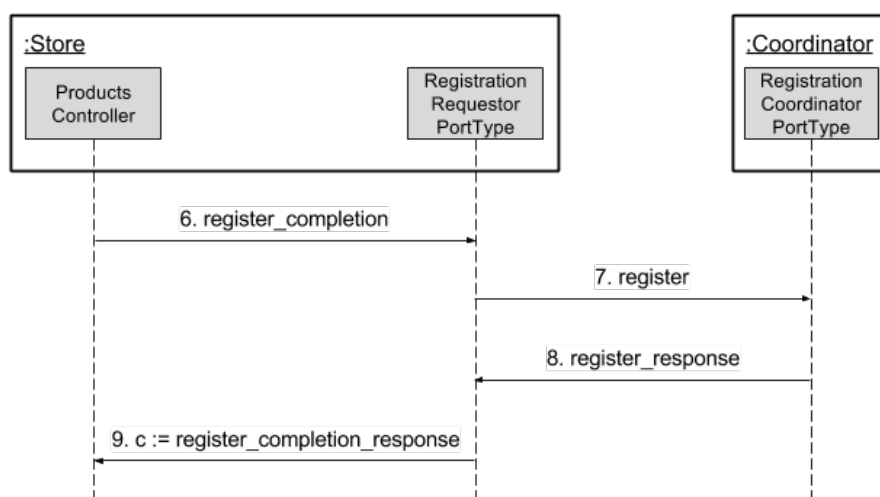 :Store
Products
Controller
Registration
Requestor
PortType
:Coordinator
Registration
Coordinator
PortType
6. register_completion
7. register
8. register_response
9. c := register_completion_response